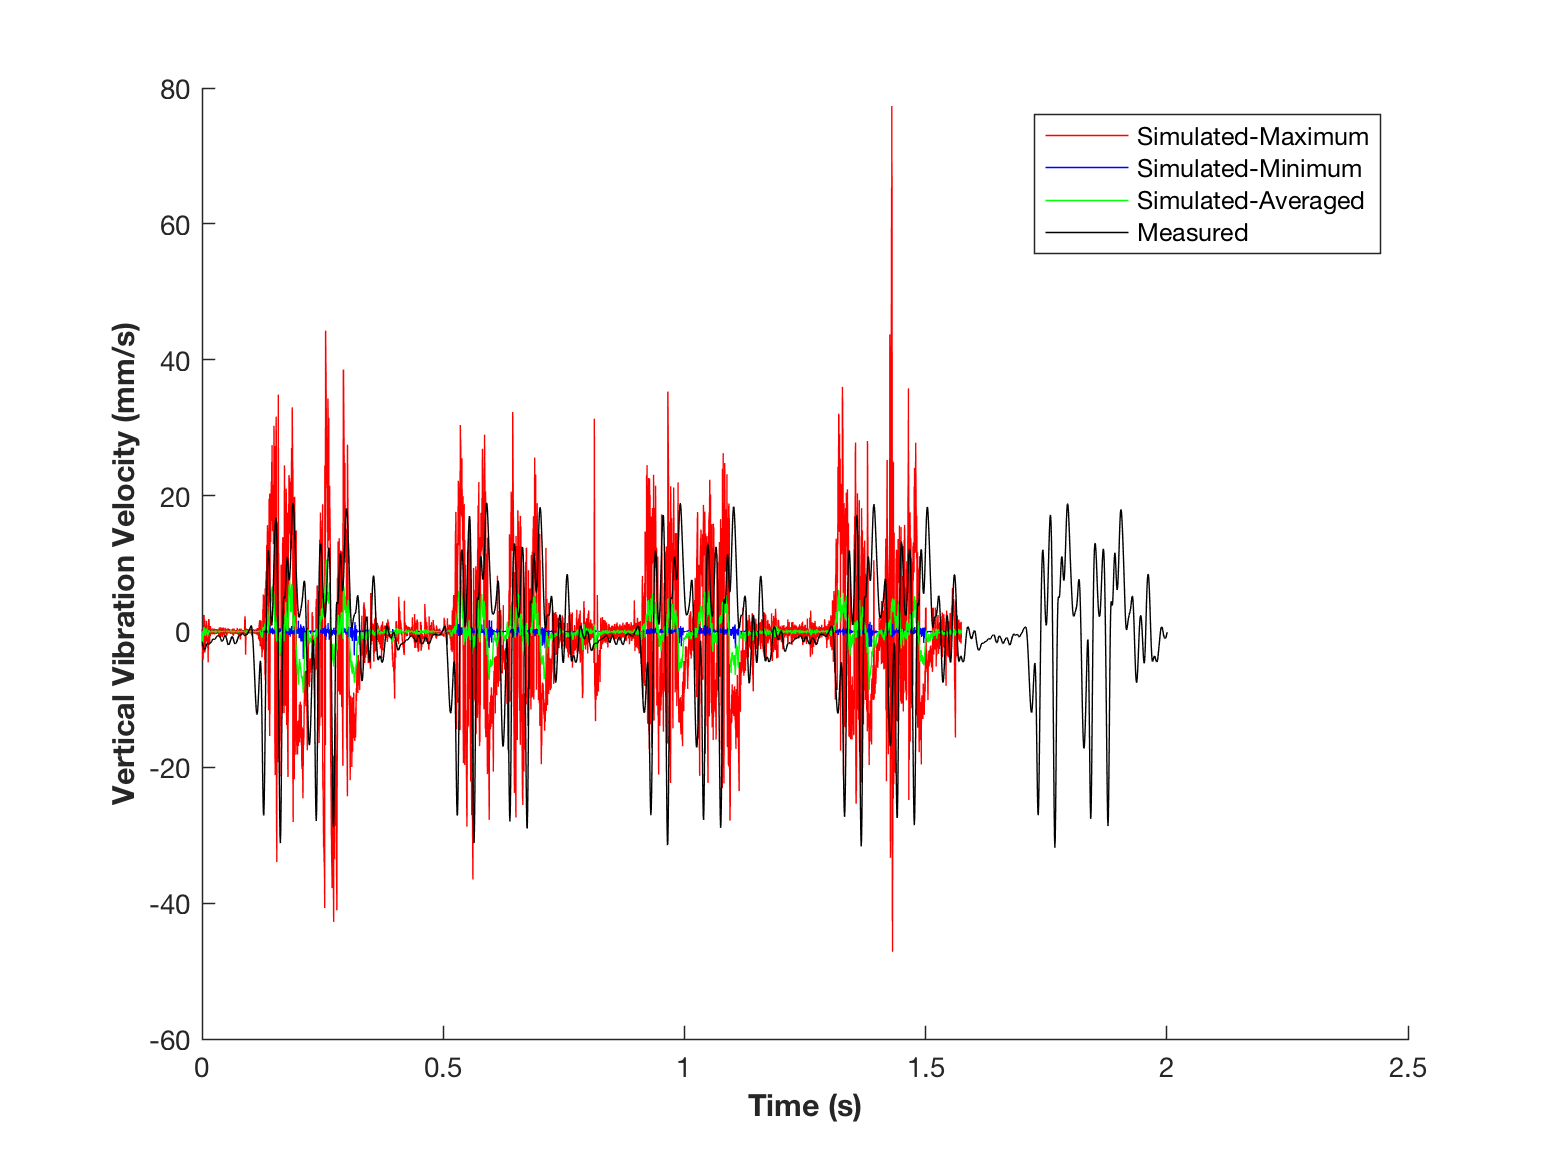 80
60
40
20
0
-20
-40
-60
0
0.5
1
1.5
2
2.5
Vertical Vibration Velocity (mm/s)
Time (s)
Simulated-Maximum
Simulated-Minimum
Simulated-Averaged
Measured